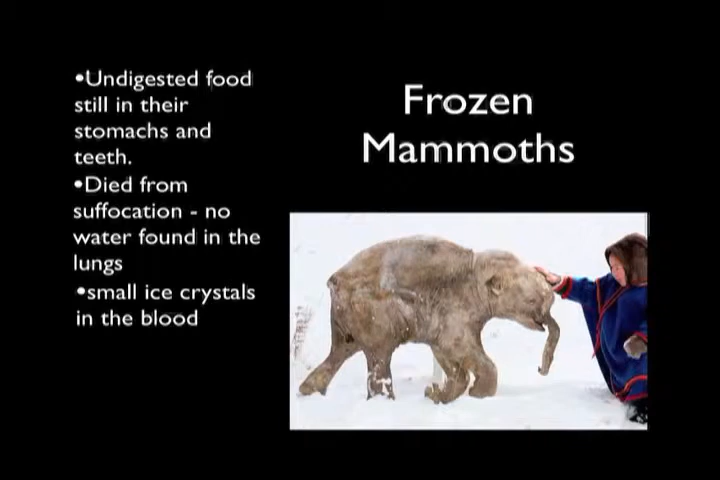 Frozen
Mammoths
•Undigested food
still in their
stomachs and
teeth.
•Died from
suffocation - no
water found in the
lungs
•small ice crystals
in the blood